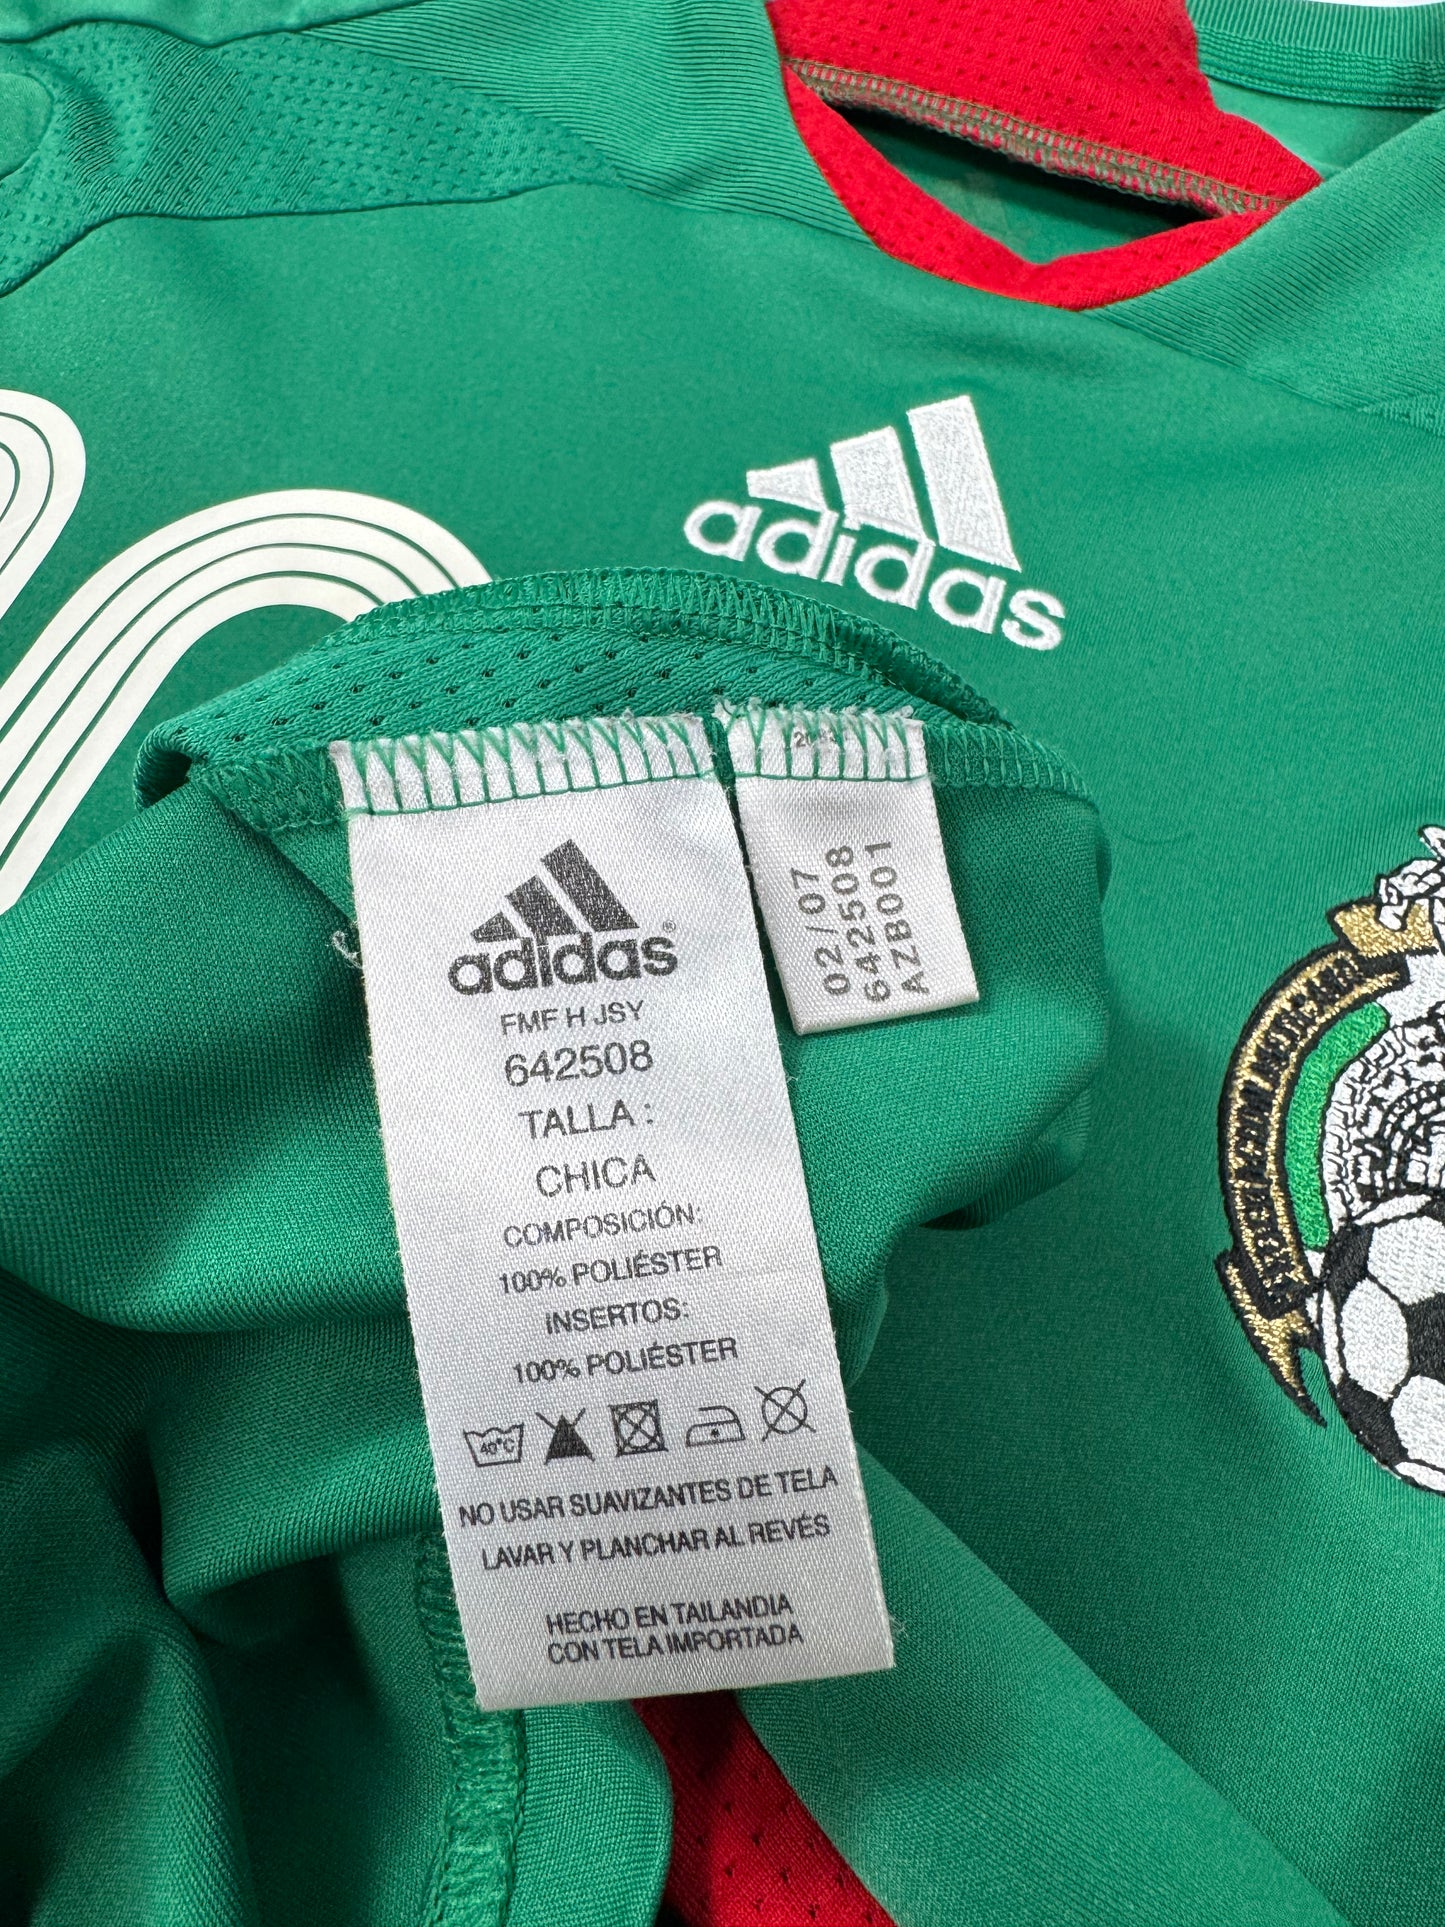 adidas
adidas
FMF H JSY
642508
TALLA :
CHICA
COMPOSICIÓN:
100% POLIÉSTER
INSERTOS:
100% POLIÉSTER
40°C
NO USAR SUAVIZANTES DE TELA
LAVAR Y PLANCHAR AL REVÉS
HECHO EN TAILANDIA
CON TELA IMPORTADA
02/07
642508
AZB001